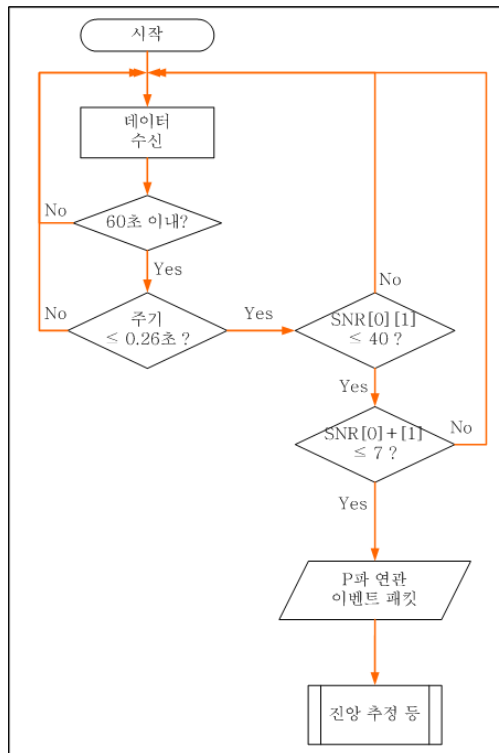 시작
데이터
수신
No
60초 이내?
Yes
No
주기
≤ 0.26초 ?
Yes
No
SNR[0][1]
≤ 40 ?
Yes
SNR[0]+[1]
≤ 7 ?
No
Yes
P파 연관
이벤트 패킷
진앙 추정 등